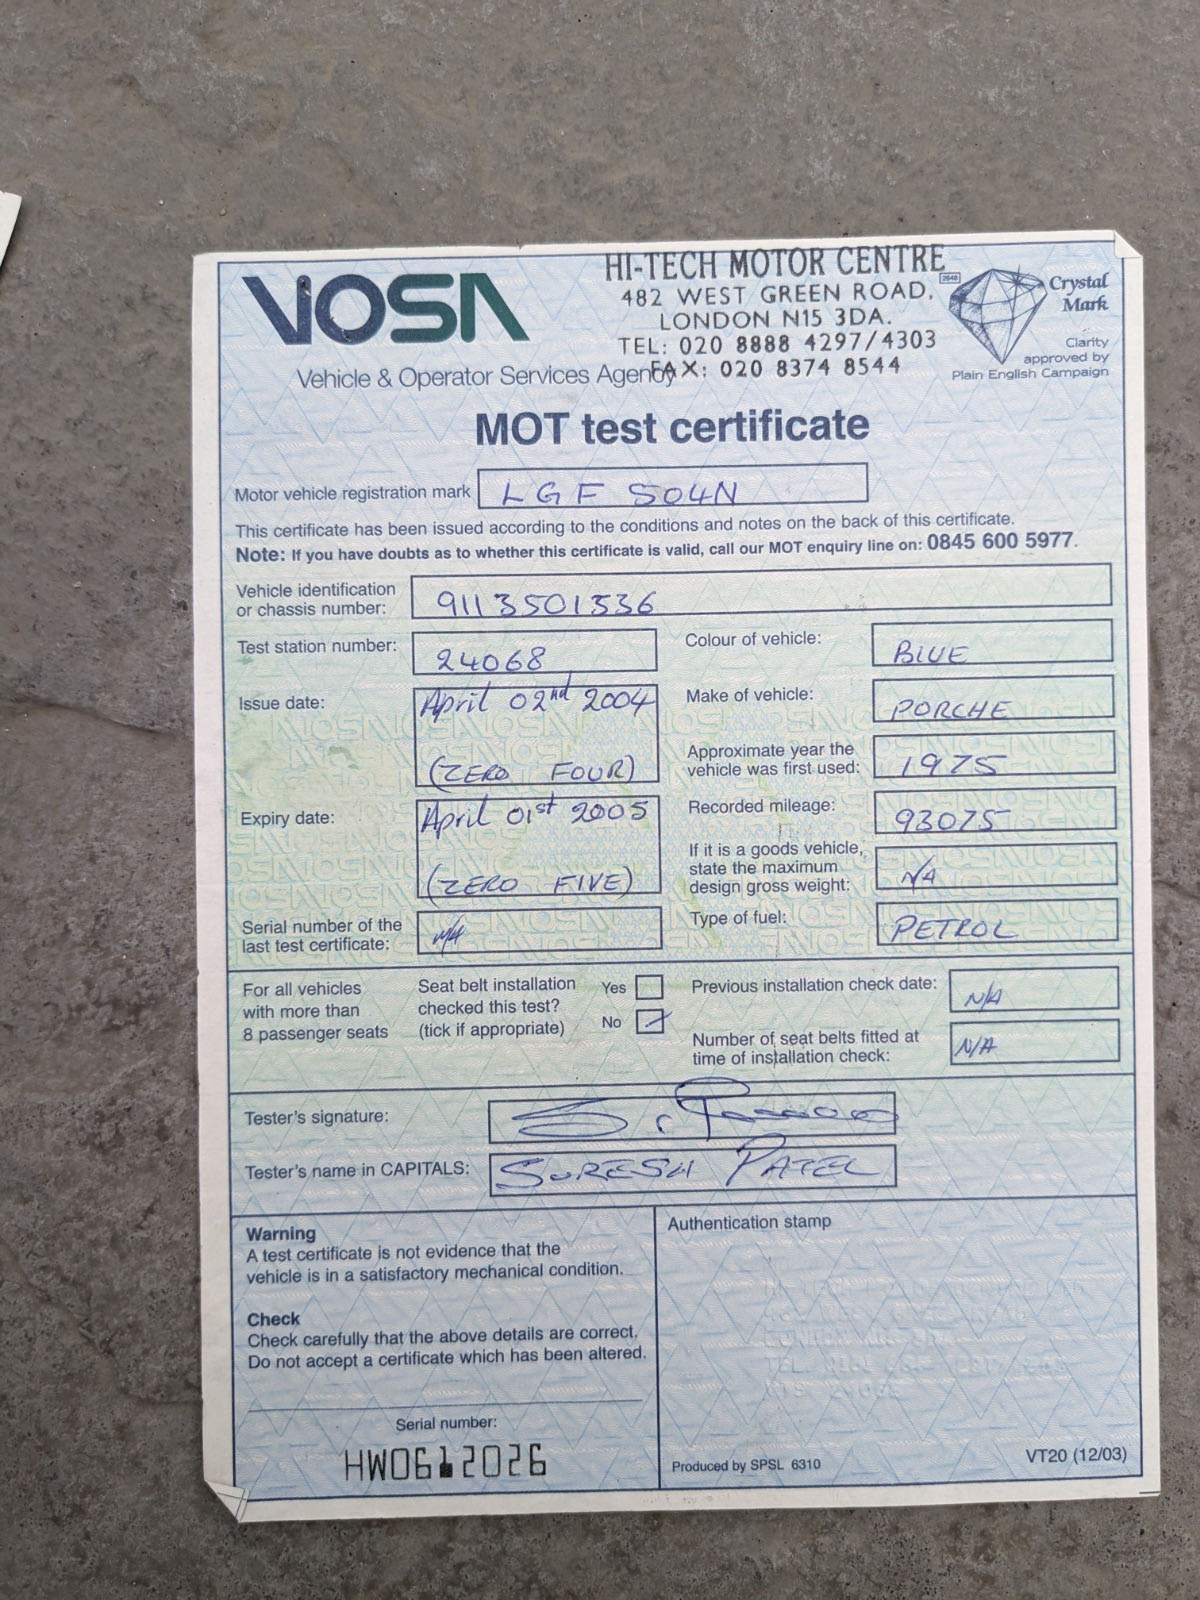 VOSA
Vehicle & Operator Services Agency
HI-TECH MOTOR CENTRE
482 WEST GREEN ROAD,
LONDON N15 3DA.
TEL: 020 8888 4297/4303
FAX: 020 8374 8544
Crystal
Mark
Clarity
approved by
Plain English Campaign
MOT test certificate
Motor vehicle registration mark LGF 504N
This certificate has been issued according to the conditions and notes on the back of this certificate.
Note: If you have doubts as to whether this certificate is valid, call our MOT enquiry line on: 0845 600 5977.
Vehicle identification
or chassis number: 9113501336
Test station number: 24068
Colour of vehicle: BLUE
Issue date: April 02nd 2004
(ZERO FOUR)
Make of vehicle: PORCHE
Approximate year the
vehicle was first used: 1975
Expiry date: April 01st 2005
(ZERO FIVE)
Recorded mileage: 93075
If it is a goods vehicle,
state the maximum
design gross weight: N/A
Serial number of the
last test certificate: N/A
Type of fuel: PETROL
For all vehicles
with more than
8 passenger seats
Seat belt installation
checked this test?
(tick if appropriate)
Yes
No
Previous installation check date: N/A
Number of seat belts fitted at
time of installation check: N/A
Tester's signature:
Tester's name in CAPITALS: SURESH PATEL
Warning
A test certificate is not evidence that the
vehicle is in a satisfactory mechanical condition.
Check
Check carefully that the above details are correct.
Do not accept a certificate which has been altered.
Serial number:
HW0612026
Authentication stamp
Produced by SPSL 6310
VT20 (12/03)